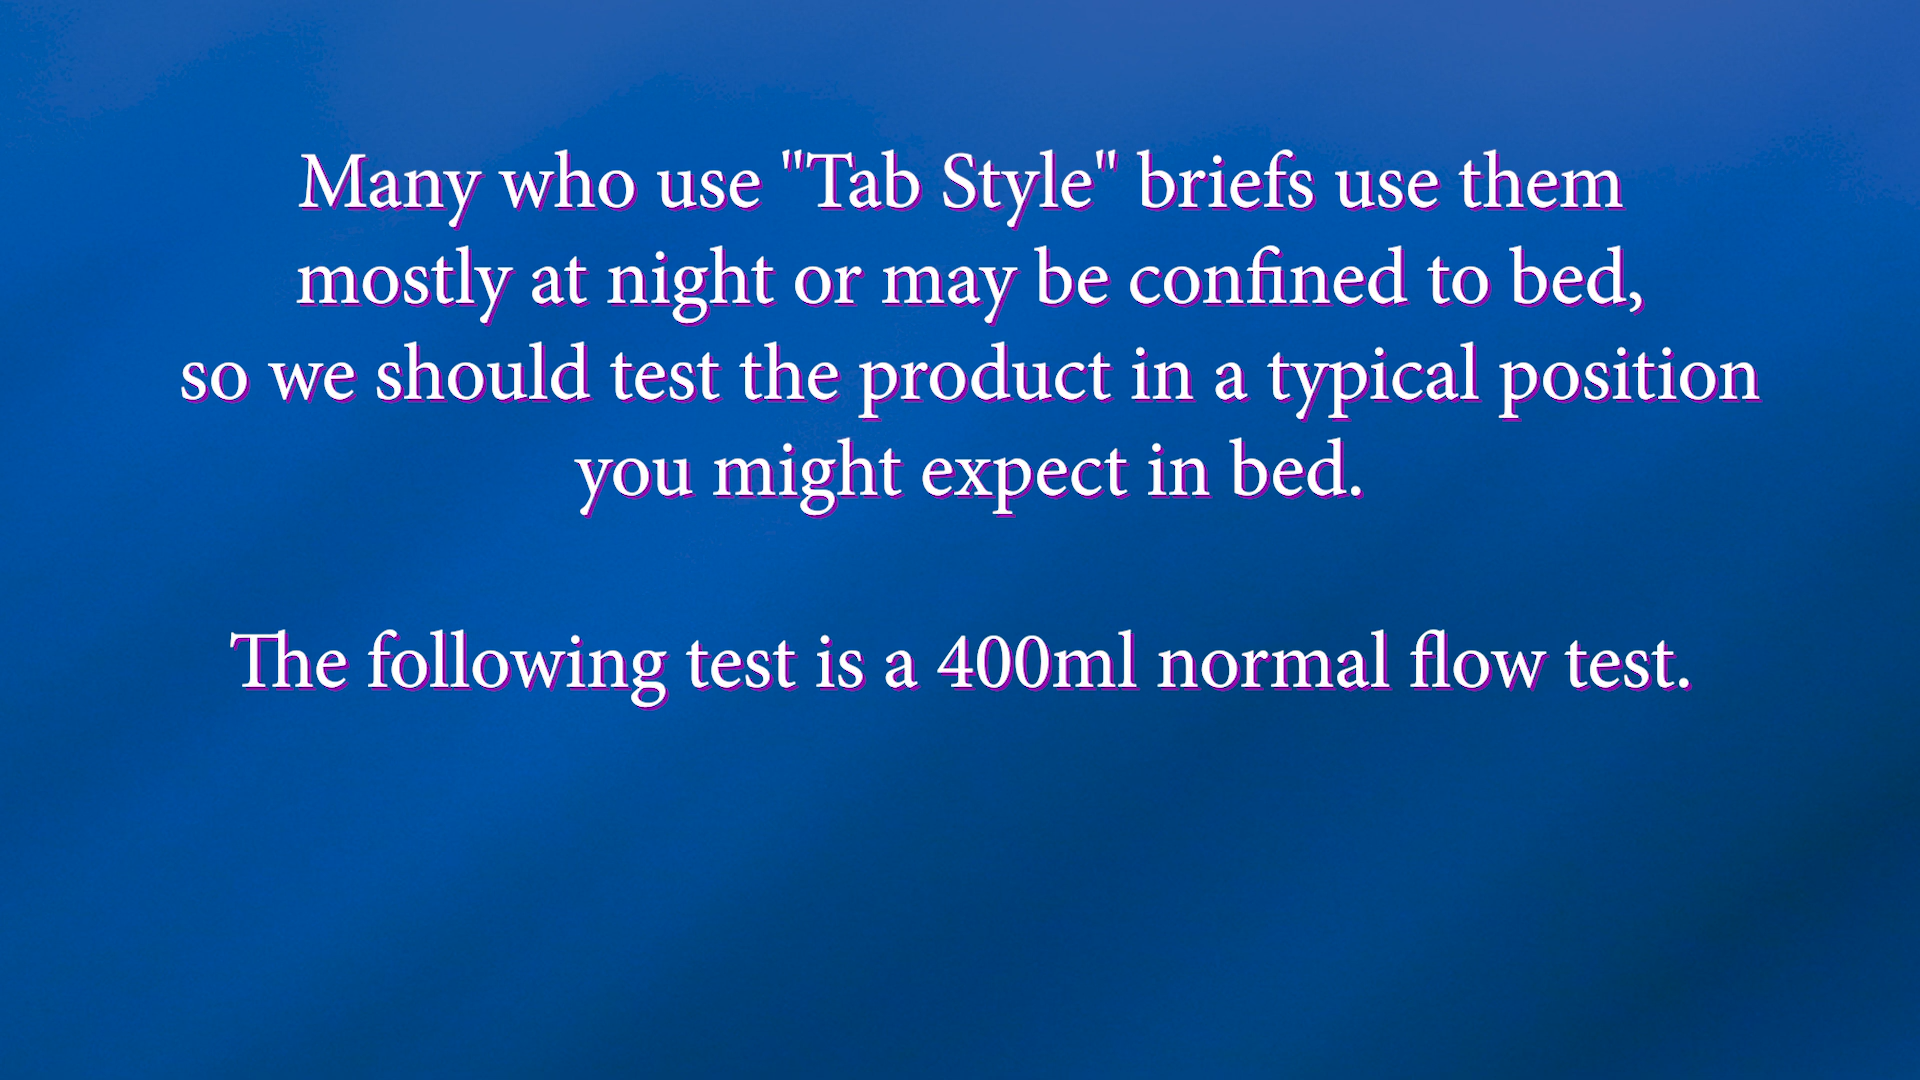 Many who use "Tab Style" briefs use them
mostly at night or may be confined to bed,
so we should test the product in a typical position
you might expect in bed.
The following test is a 400ml normal flow test.